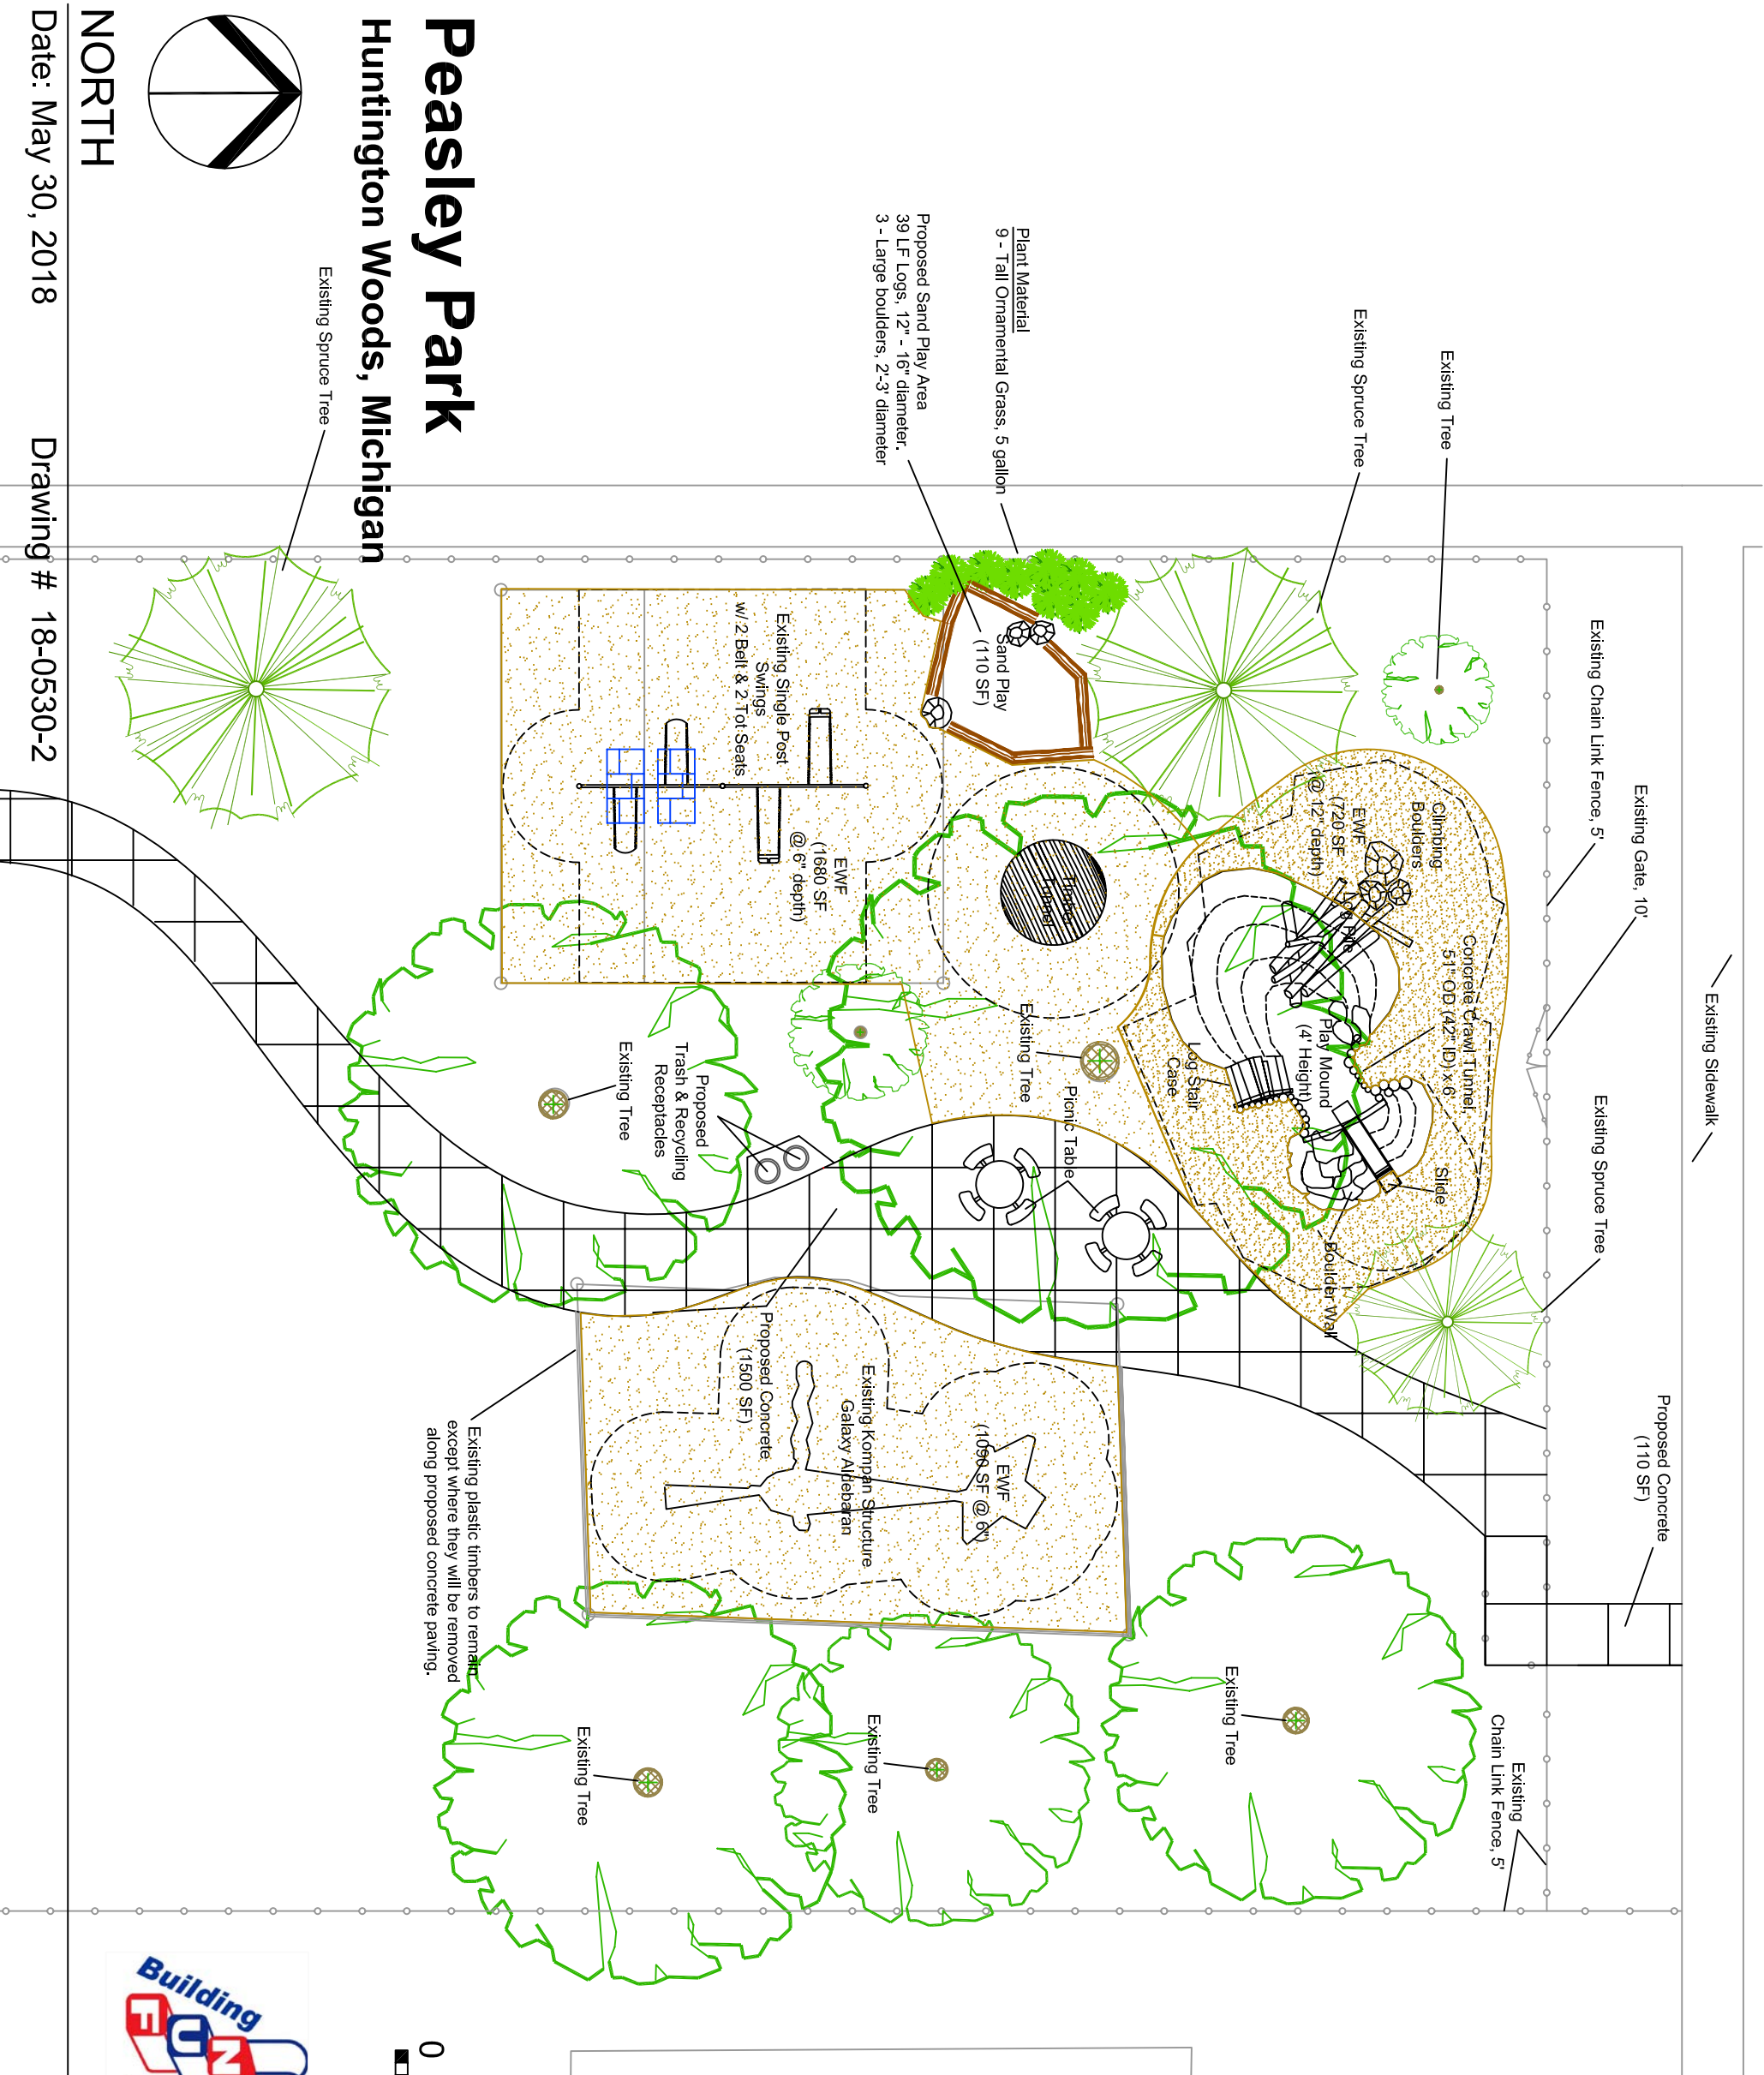 Existing Sidewalk
Proposed Concrete
(110 SF)
Existing Gate, 10'
Existing Chain Link Fence, 5'
Existing Spruce Tree
Existing
Chain Link Fence, 5'
Existing Tree
Existing Spruce Tree
Climbing
Boulders
EWF
(720 SF
@ 12" depth)
Log Pile
Concrete Crawl Tunnel,
51" OD (42" ID) x 6'
Slide
Play Mound
(4' Height)
Boulder Wall
Log Stair
Case
Existing Tree
Plant Material
9 - Tall Ornamental Grass, 5 gallon
Sand Play
(110 SF)
Timber
Tunnel
Picnic Table
Existing Tree
Proposed Sand Play Area
39 LF Logs, 12" - 16" diameter.
3 - Large boulders, 2'-3' diameter
EWF
(1090 SF @ 6")
Existing Kompan Structure
Galaxy Aldebaran
Existing Tree
EWF
(1680 SF
@ 6" depth)
Existing Single Post
Swings
w/ 2 Belt & 2 Tot Seats
Proposed Concrete
(1500 SF)
Proposed
Trash & Recycling
Receptacles
Existing Tree
Existing Tree
Existing plastic timbers to remain
except where they will be removed
along proposed concrete paving.
Peasley Park
Huntington Woods, Michigan
Existing Spruce Tree
0
NORTH
Building
FUN
Date: May 30, 2018
Drawing # 18-0530-2